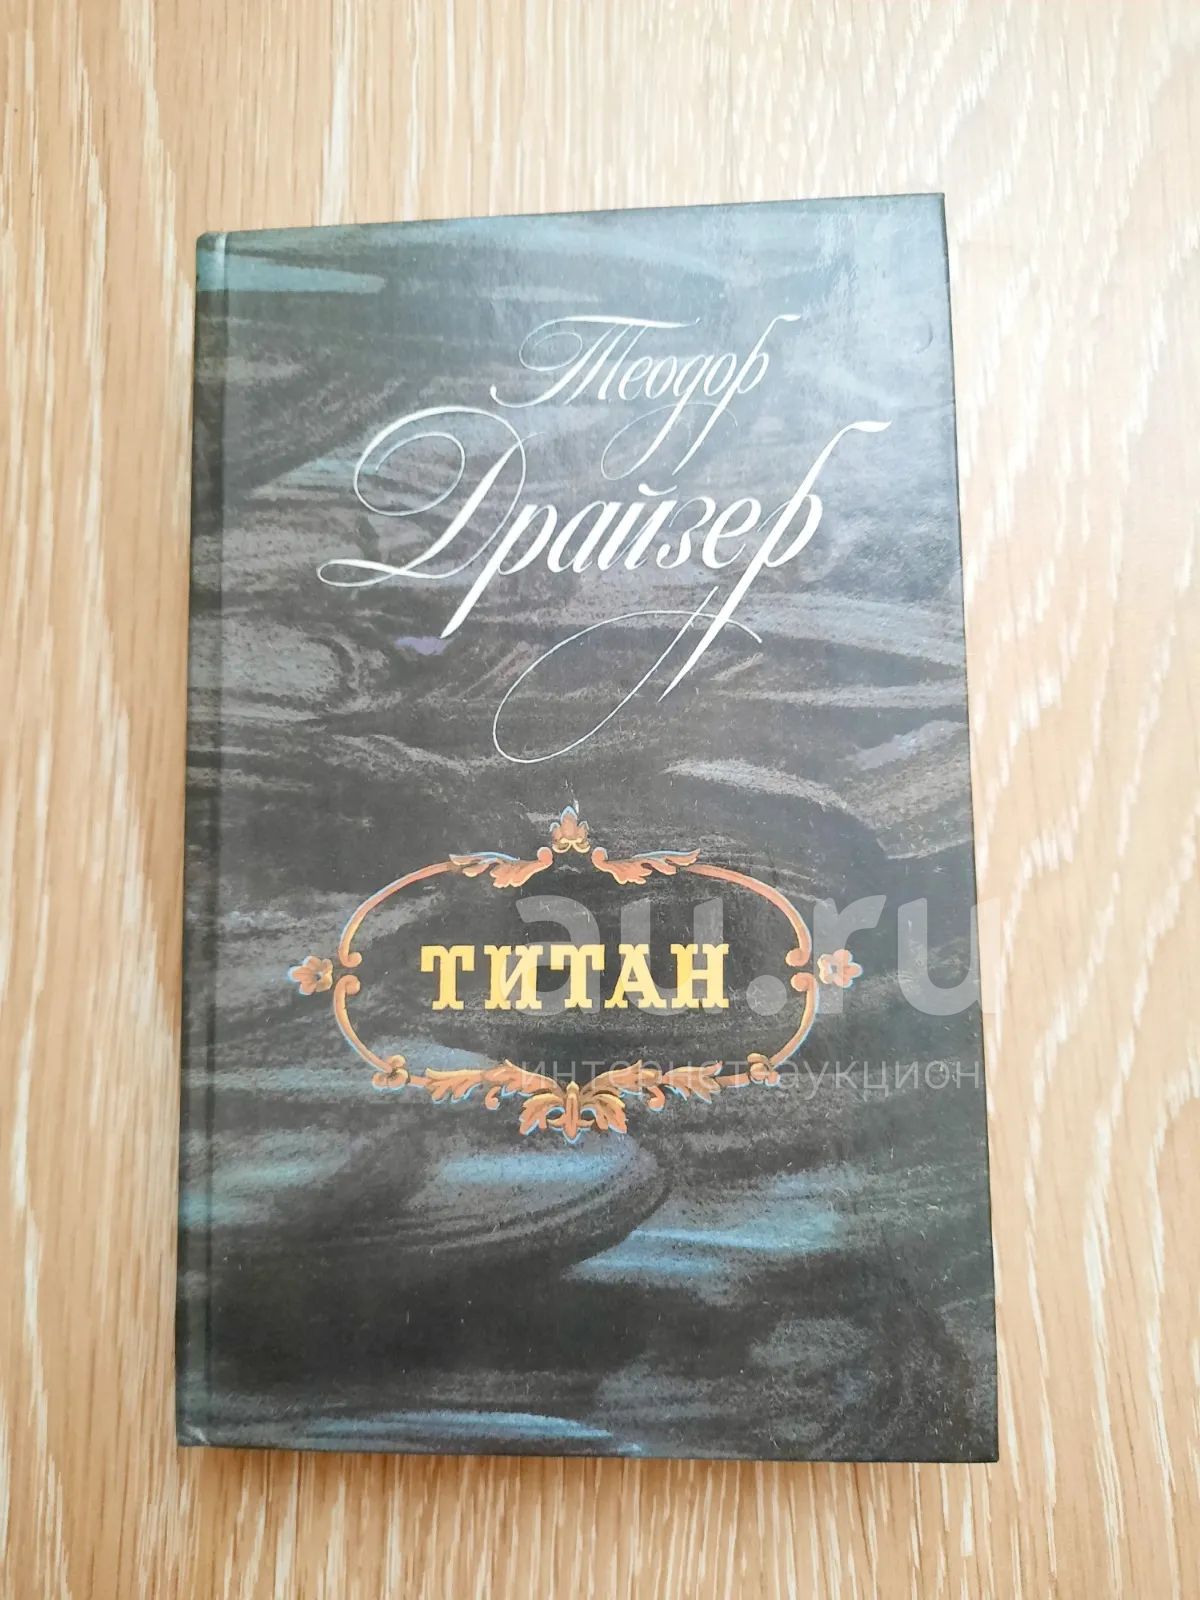 Теодор
Драйзер
ТИТАН
au.ru
интернет-аукцион